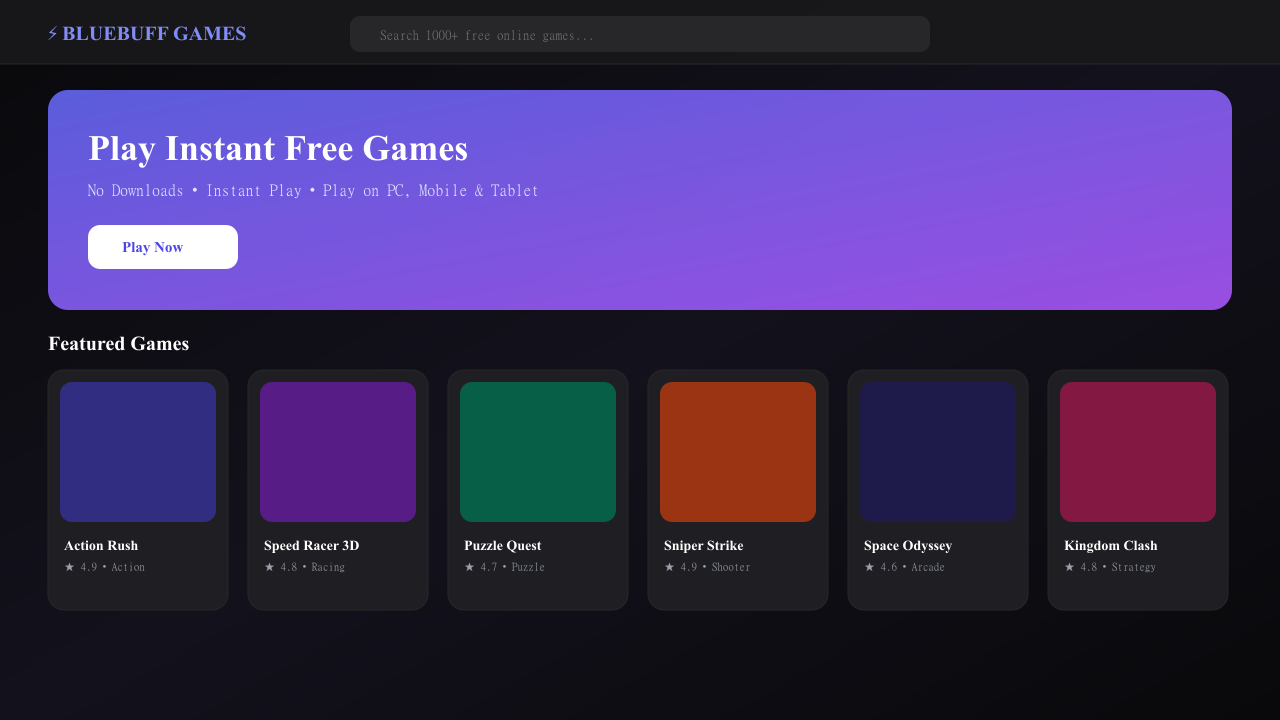 ⚡ BLUEBUFF GAMES
Search 1000+ free online games...
Play Instant Free Games
No Downloads • Instant Play • Play on PC, Mobile & Tablet
Play Now
Featured Games
Action Rush
★ 4.9 • Action
Speed Racer 3D
★ 4.8 • Racing
Puzzle Quest
★ 4.7 • Puzzle
Sniper Strike
★ 4.9 • Shooter
Space Odyssey
★ 4.6 • Arcade
Kingdom Clash
★ 4.8 • Strategy